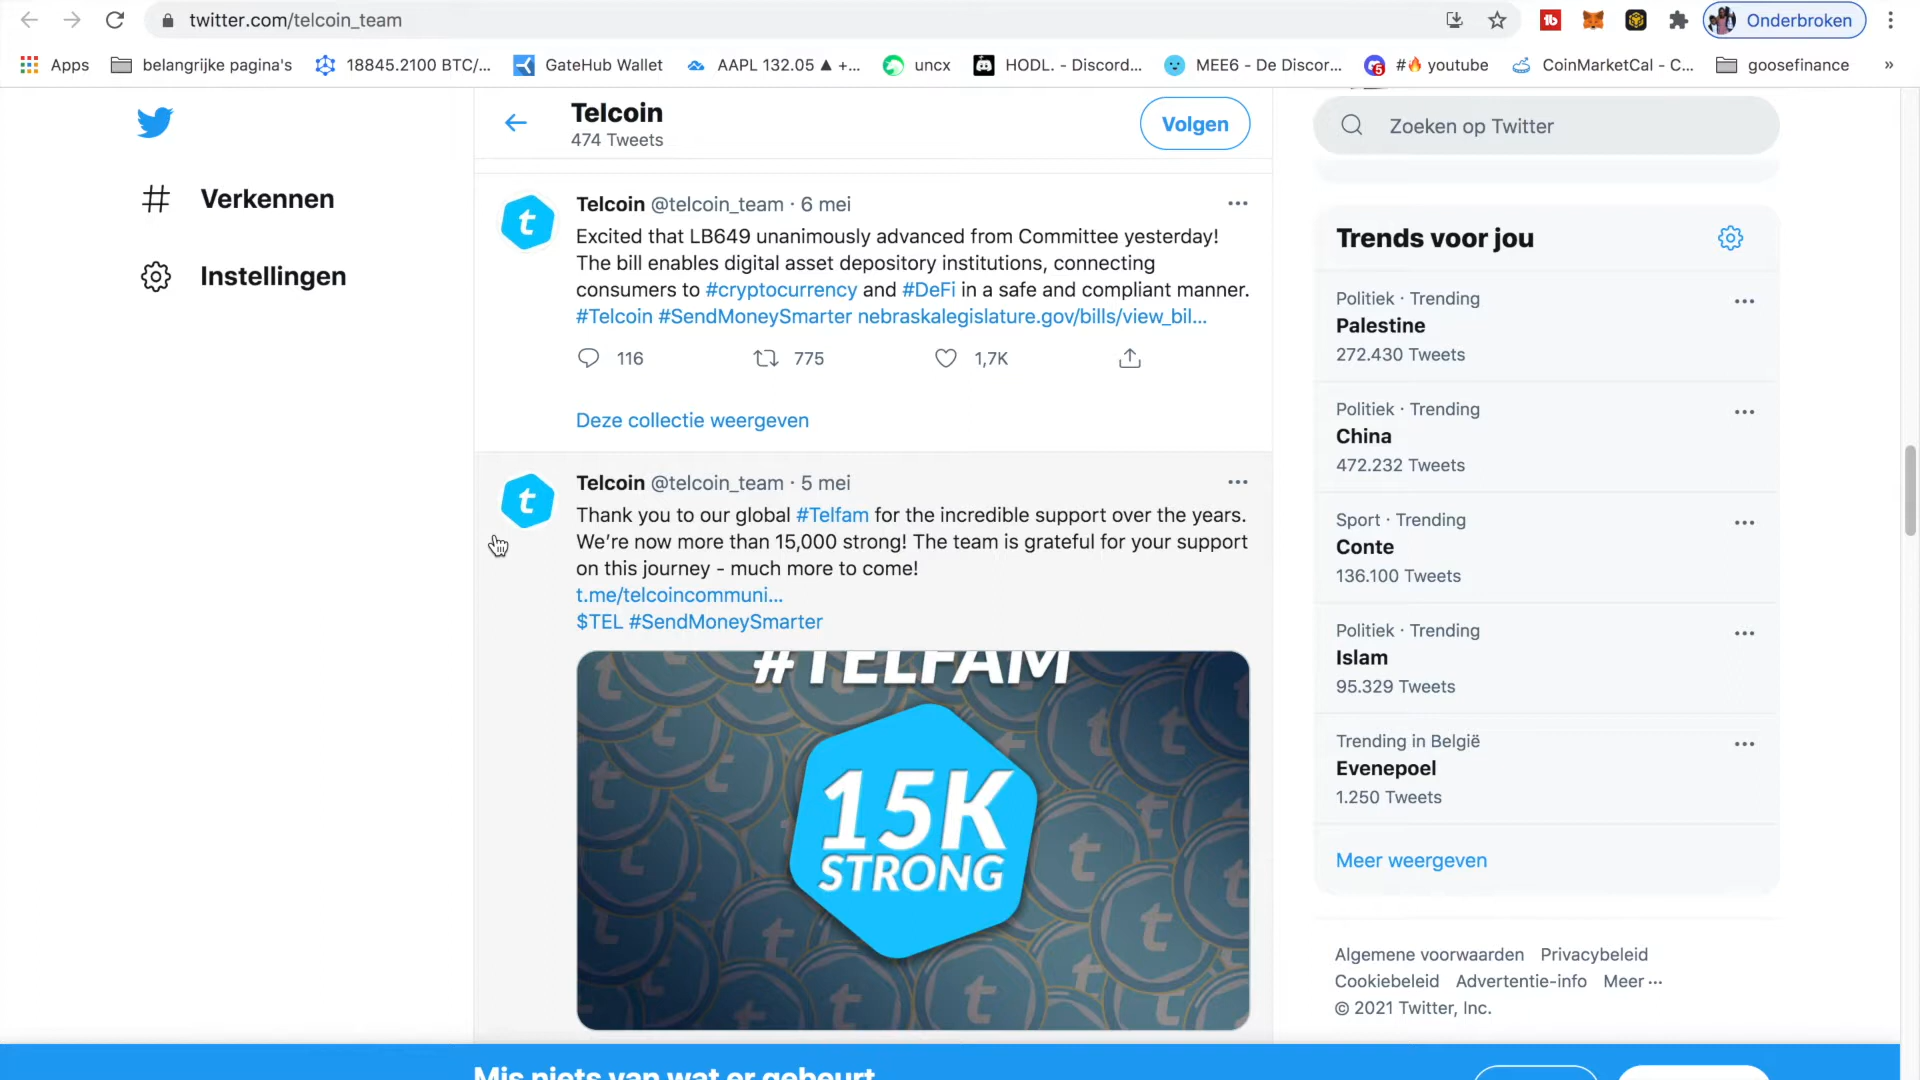 twitter.com/telcoin_team
Onderbroken
Apps
belangrijke pagina's
18845.2100 BTC/...
GateHub Wallet
AAPL 132.05 ▲ +...
uncx
HODL. - Discord...
MEE6 - De Discor...
5
#🔥 youtube
CoinMarketCal - C...
goosefinance
»
Telcoin
474 Tweets
Volgen
Zoeken op Twitter
Verkennen
Instellingen
Telcoin @telcoin_team · 6 mei
Excited that LB649 unanimously advanced from Committee yesterday!
The bill enables digital asset depository institutions, connecting
consumers to #cryptocurrency and #DeFi in a safe and compliant manner.
#Telcoin #SendMoneySmarter nebraskalegislature.gov/bills/view_bil...
116
775
1,7K
Deze collectie weergeven
Telcoin @telcoin_team · 5 mei
Thank you to our global #Telfam for the incredible support over the years.
We're now more than 15,000 strong! The team is grateful for your support
on this journey - much more to come!
t.me/telcoincommuni...
$TEL #SendMoneySmarter
#TELFAM
15K
STRONG
Trends voor jou
Politiek · Trending
Palestine
272.430 Tweets
Politiek · Trending
China
472.232 Tweets
Sport · Trending
Conte
136.100 Tweets
Politiek · Trending
Islam
95.329 Tweets
Trending in België
Evenepoel
1.250 Tweets
Meer weergeven
Algemene voorwaarden Privacybeleid
Cookiebeleid Advertentie-info Meer ···
© 2021 Twitter, Inc.
Mis niets van wat er gebeurt